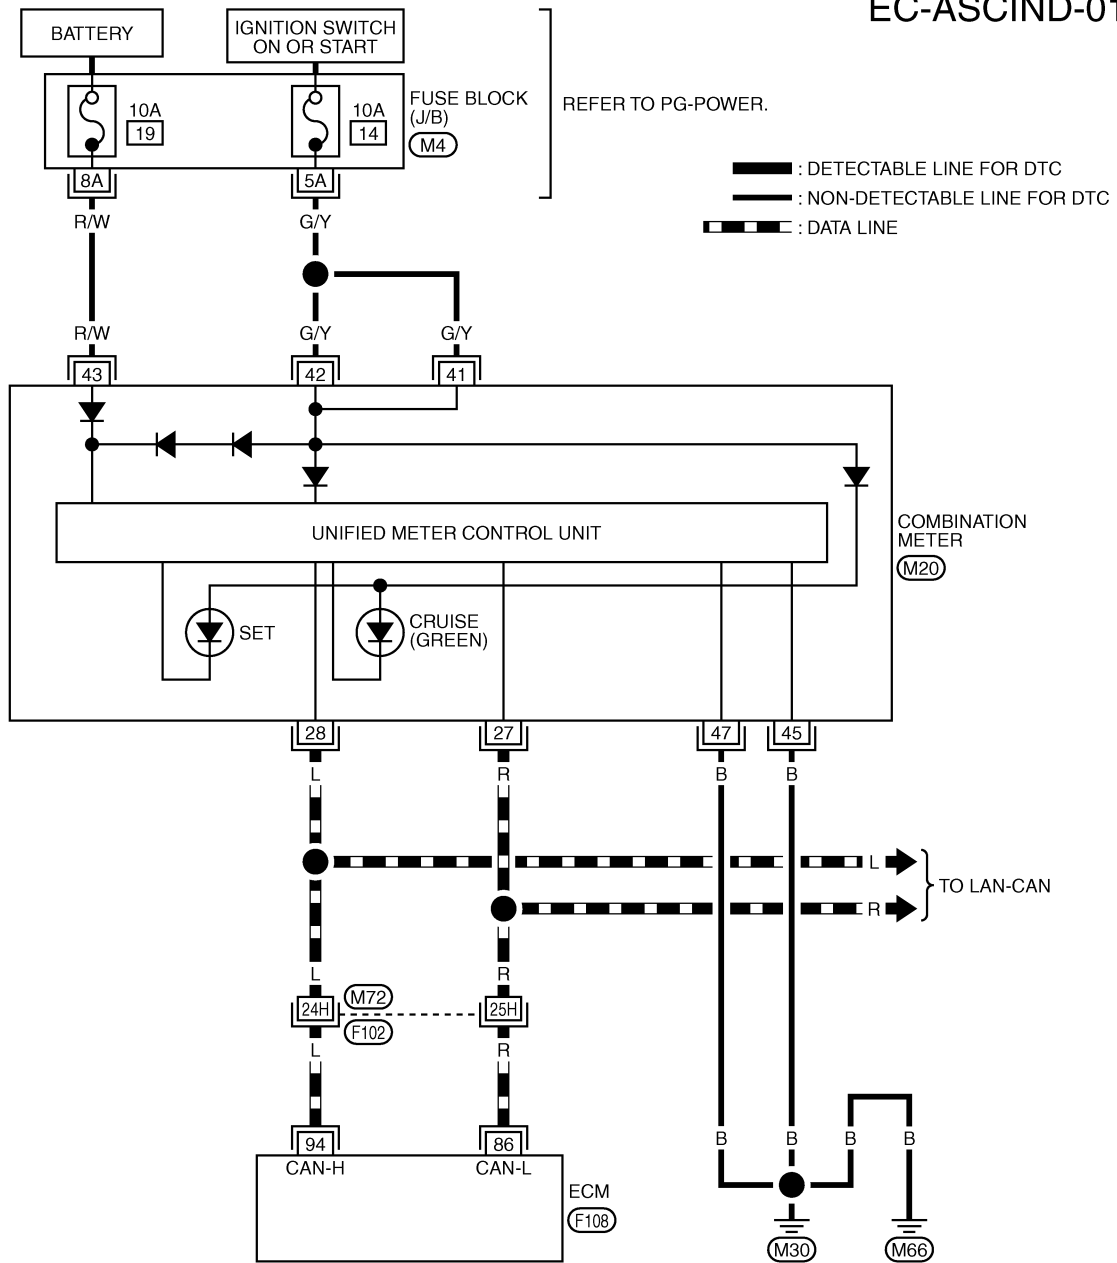 EC-ASCIND-01
BATTERY
IGNITION SWITCH
ON OR START
10A
19
10A
14
FUSE BLOCK
(J/B)
M4
REFER TO PG-POWER.
: DETECTABLE LINE FOR DTC
: NON-DETECTABLE LINE FOR DTC
: DATA LINE
8A
5A
R/W
G/Y
R/W
G/Y
G/Y
43
42
41
UNIFIED METER CONTROL UNIT
COMBINATION
METER
M20
SET
CRUISE
(GREEN)
28
27
47
45
L
R
B
B
L
R
TO LAN-CAN
L
R
24H
M72
F102
25H
L
R
94
86
CAN-H
CAN-L
ECM
F108
B
B
B
B
M30
M66